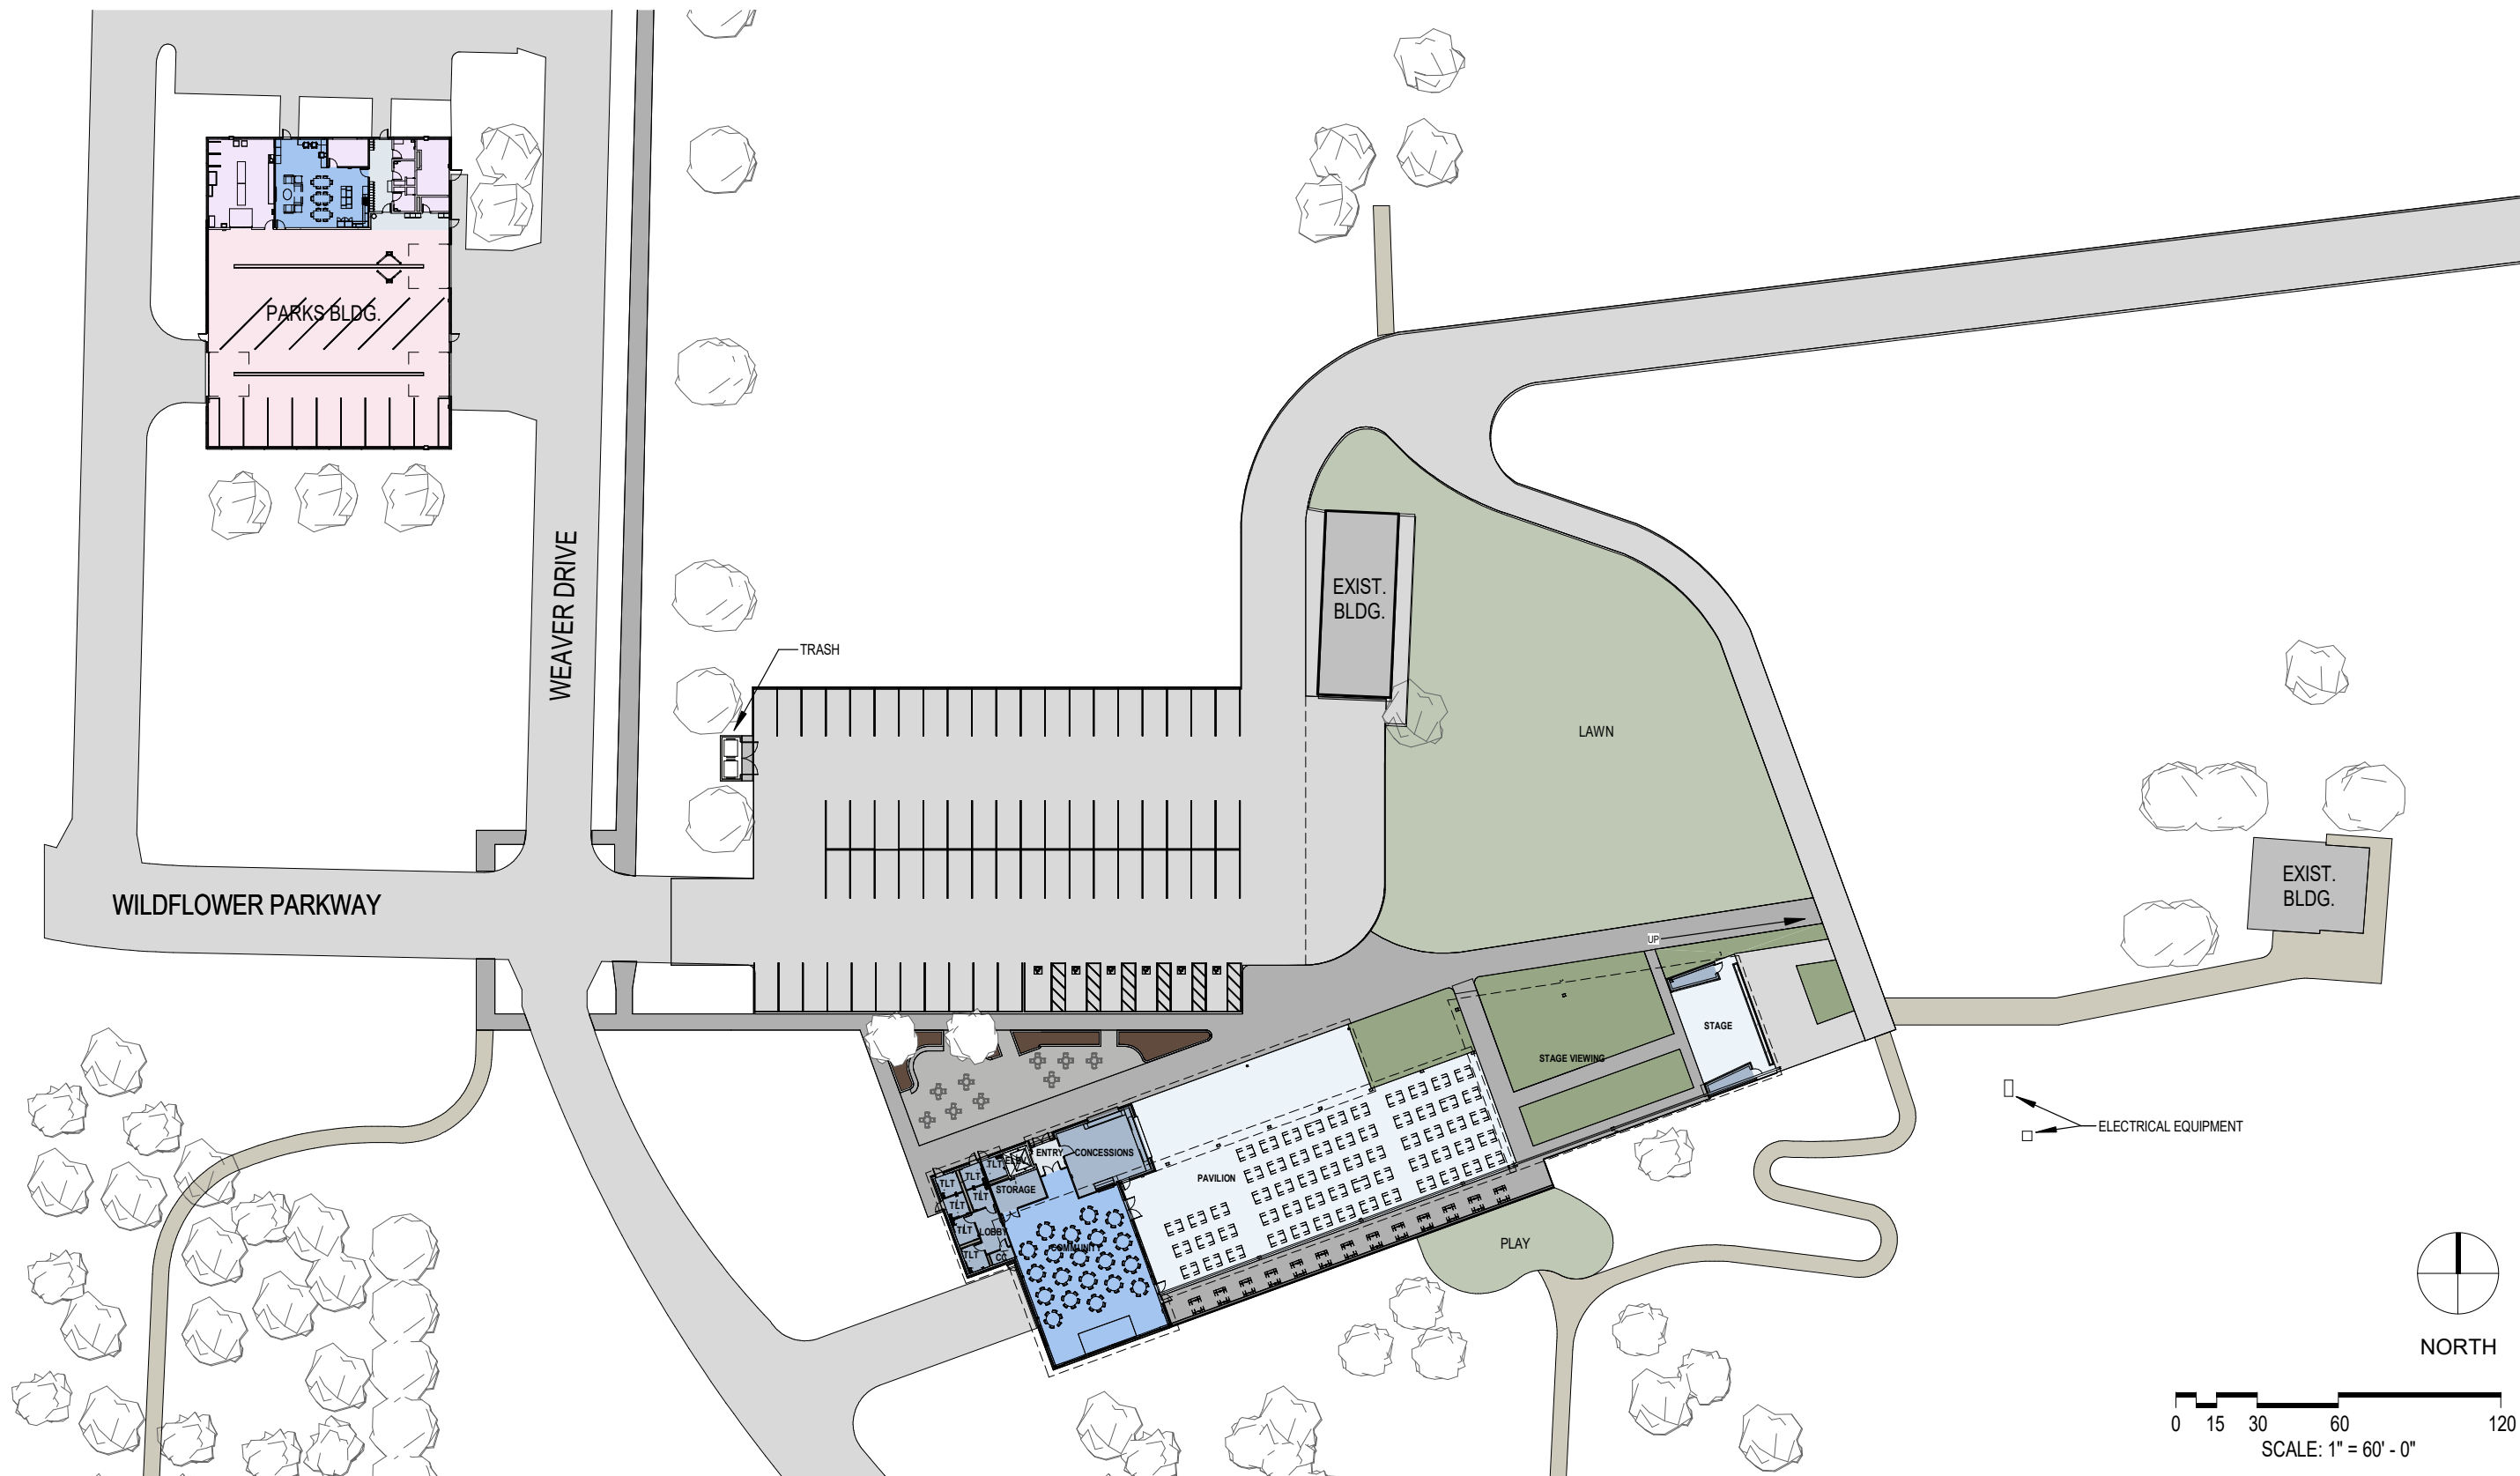 PARKS BLDG.
WEAVER DRIVE
EXIST.
BLDG.
TRASH
LAWN
EXIST.
BLDG.
WILDFLOWER PARKWAY
UP
STAGE
STAGE VIEWING
ELECTRICAL EQUIPMENT
ENTRY
CONCESSIONS
TLT
TLT
TLT
PAVILION
STORAGE
TLT
TLT
TLT
LOBBY
COMMUNITY
TLT
PLAY
NORTH
0 15 30 60 120
SCALE: 1" = 60' - 0"